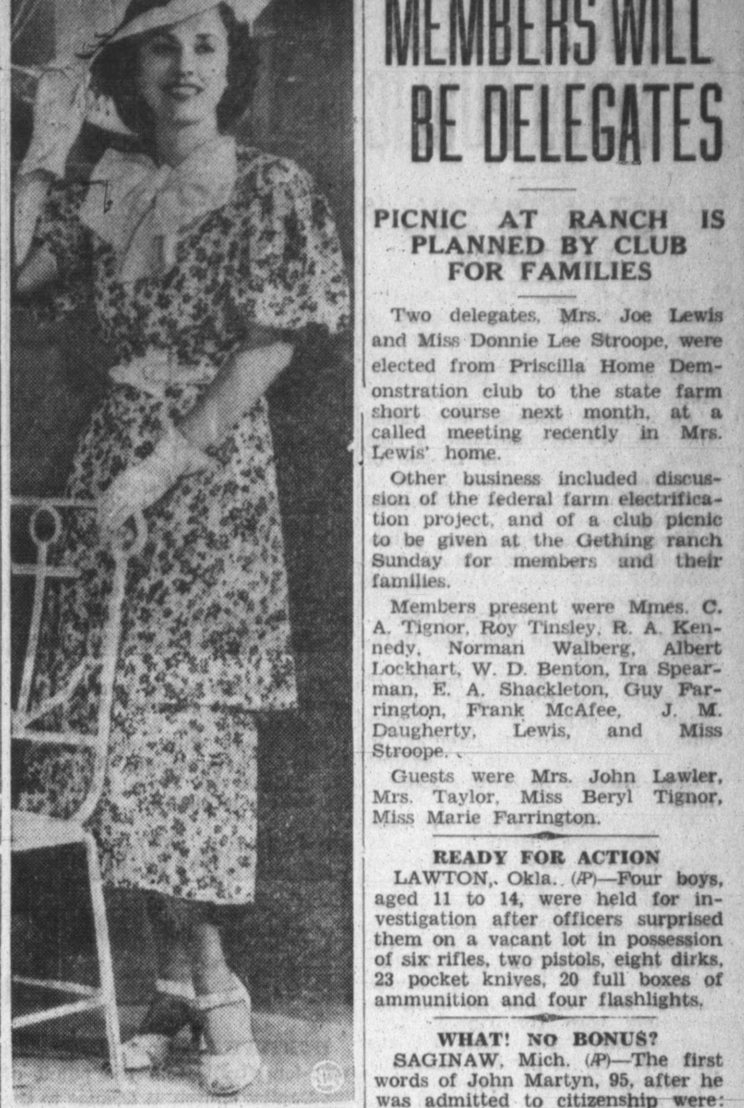 MEMBERS WILL
BE DELEGATES
PICNIC AT RANCH IS
PLANNED BY CLUB
FOR FAMILIES
Two delegates, Mrs. Joe Lewis
and Miss Donnie Lee Stroope, were
elected from Priscilla Home Dem-
onstration club to the state farm
short course next month, at a
called meeting recently in Mrs.
Lewis' home.
Other business included discus-
sion of the federal farm electrifica-
tion project, and of a club picnic
to be given at the Gething ranch
Sunday for members and their
families.
Members present were Mmes. C.
A. Tignor, Roy Tinsley, R. A. Ken-
nedy, Norman Walberg, Albert
Lockhart, W. D. Benton, Ira Spear-
man, E. A. Shackleton, Guy Far-
rington, Frank McAfee, J. M.
Daugherty, Lewis, and Miss
Stroope.
Guests were Mrs. John Lawler,
Mrs. Taylor, Miss Beryl Tignor,
Miss Marie Farrington.
READY FOR ACTION
LAWTON, Okla. (AP)—Four boys,
aged 11 to 14, were held for in-
vestigation after officers surprised
them on a vacant lot in possession
of six rifles, two pistols, eight dirks,
23 pocket knives, 20 full boxes of
ammunition and four flashlights.
WHAT! NO BONUS?
SAGINAW, Mich. (AP)—The first
words of John Martyn, 95, after he
was admitted to citizenship were: